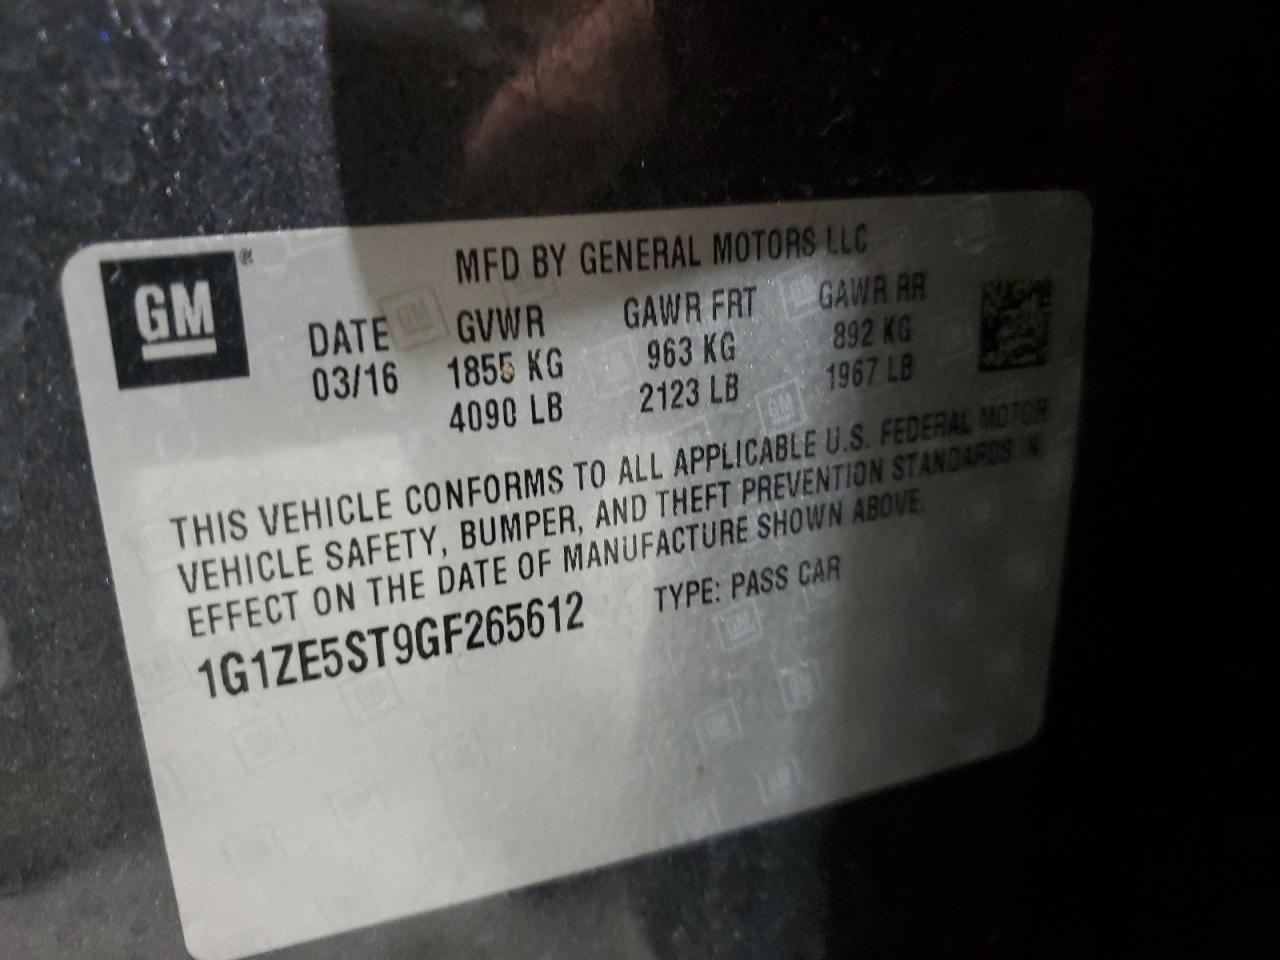 GM®
MFD BY GENERAL MOTORS LLC
DATE GVWR GAWR FRT GAWR RR
03/16 1855 KG 963 KG 892 KG
4090 LB 2123 LB 1967 LB
THIS VEHICLE CONFORMS TO ALL APPLICABLE U.S. FEDERAL MOTOR
VEHICLE SAFETY, BUMPER, AND THEFT PREVENTION STANDARDS IN
EFFECT ON THE DATE OF MANUFACTURE SHOWN ABOVE.
1G1ZE5ST9GF265612 TYPE: PASS CAR